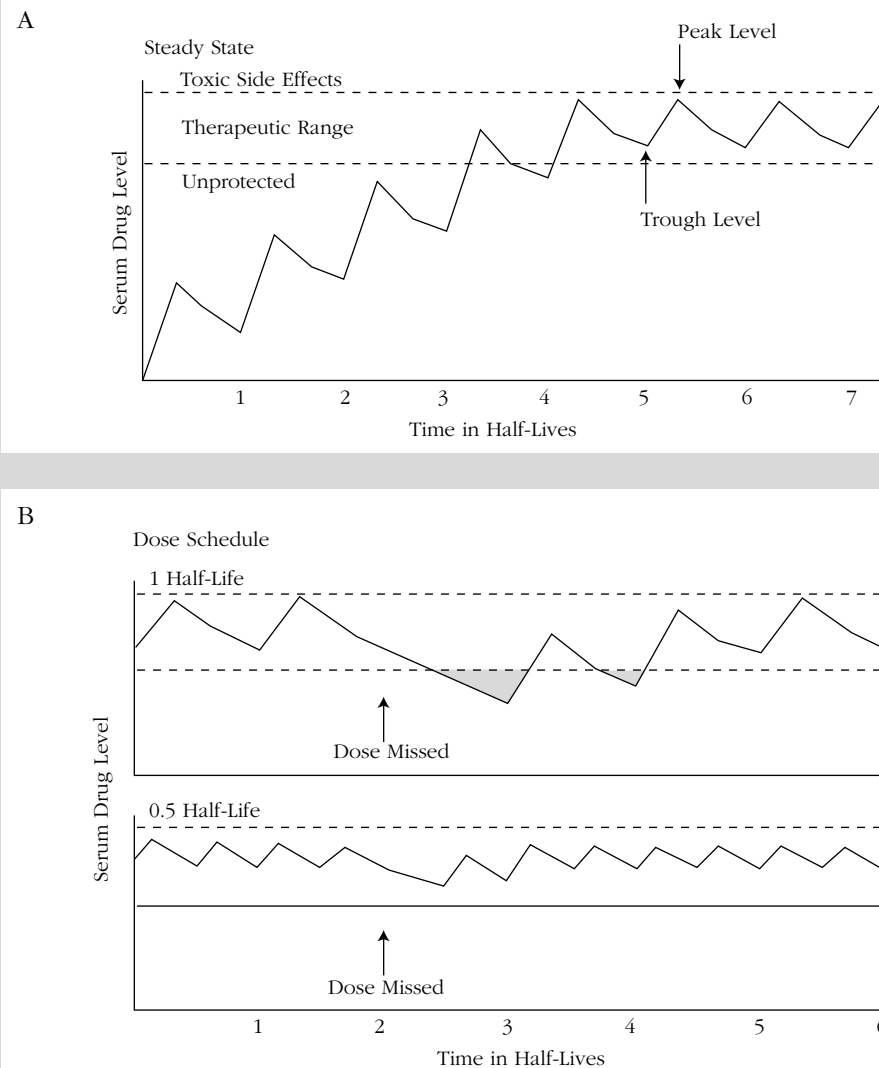 A
Peak Level
Steady State
Toxic Side Effects
Therapeutic Range
Unprotected
Trough Level
Serum Drug Level
1 2 3 4 5 6 7
Time in Half-Lives
B
Dose Schedule
1 Half-Life
Dose Missed
0.5 Half-Life
Serum Drug Level
Dose Missed
1 2 3 4 5
Time in Half-Lives